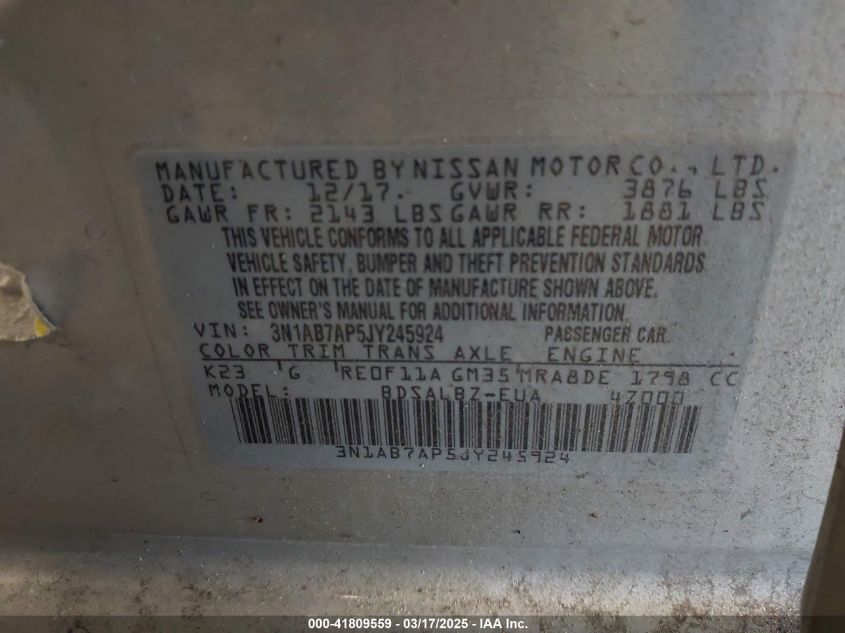 MANUFACTURED BY NISSAN MOTOR CO., LTD.
DATE: 12/17. GVWR: 3876 LBS
GAWR FR: 2143 LBS GAWR RR: 1881 LBS
THIS VEHICLE CONFORMS TO ALL APPLICABLE FEDERAL MOTOR
VEHICLE SAFETY, BUMPER AND THEFT PREVENTION STANDARDS
IN EFFECT ON THE DATE OF MANUFACTURE SHOWN ABOVE.
SEE OWNER'S MANUAL FOR ADDITIONAL INFORMATION
VIN: 3N1AB7AP5JY245924 PASSENGER CAR
COLOR TRIM TRANS AXLE ENGINE
K23 G RE0F11A GM35 MRA8DE 1798 CC
MODEL: BDSALBZ-EUA 47000
3N1AB7AP5JY245924
000-41809559 — 03/17/2025 — IAA Inc.